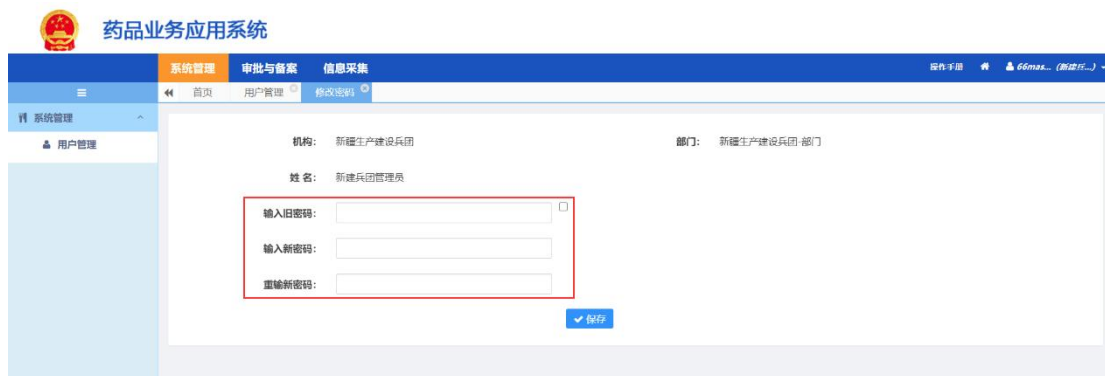 药品业务应用系统
系统管理 审批与备案 信息采集 操作手册 66mas... (新建兵...)
首页 用户管理 修改密码
系统管理
用户管理
机构： 新疆生产建设兵团 部门： 新疆生产建设兵团-部门
姓 名： 新建兵团管理员
输入旧密码：
输入新密码：
重输新密码：
保存